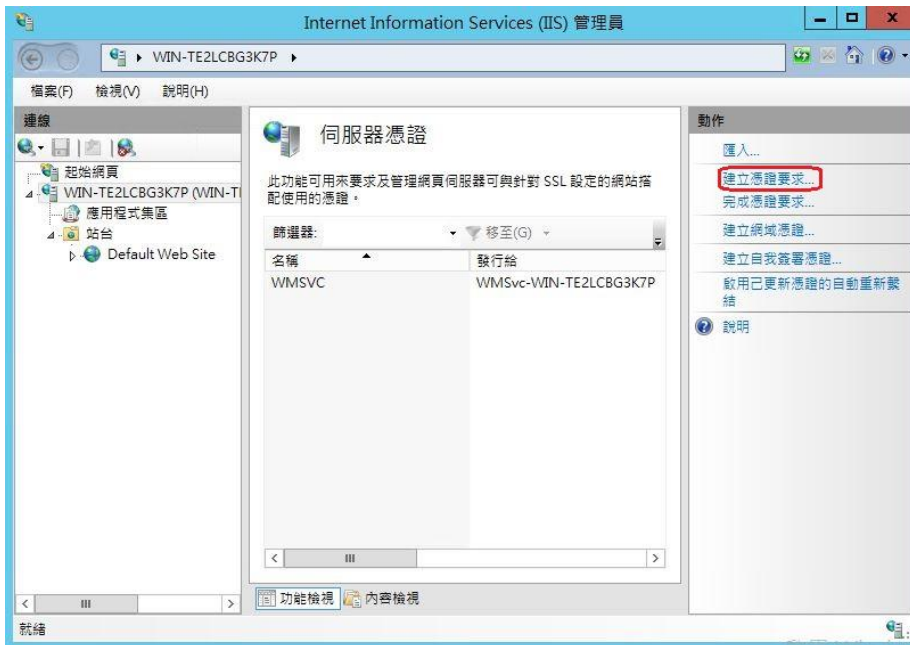 Internet Information Services (IIS) 管理員
WIN-TE2LCBG3K7P
檔案(F) 檢視(V) 說明(H)
連線
起始網頁
WIN-TE2LCBG3K7P (WIN-TE
應用程式集區
站台
Default Web Site
伺服器憑證
此功能可用來要求及管理網頁伺服器可與針對 SSL 設定的網站搭
配使用的憑證。
篩選器: 移至(G)
名稱 發行給
WMSVC WMSvc-WIN-TE2LCBG3K7P
功能檢視 內容檢視
動作
匯入...
建立憑證要求...
完成憑證要求...
建立網域憑證...
建立自我簽署憑證...
啟用已更新憑證的自動重新繫
結
說明
就緒